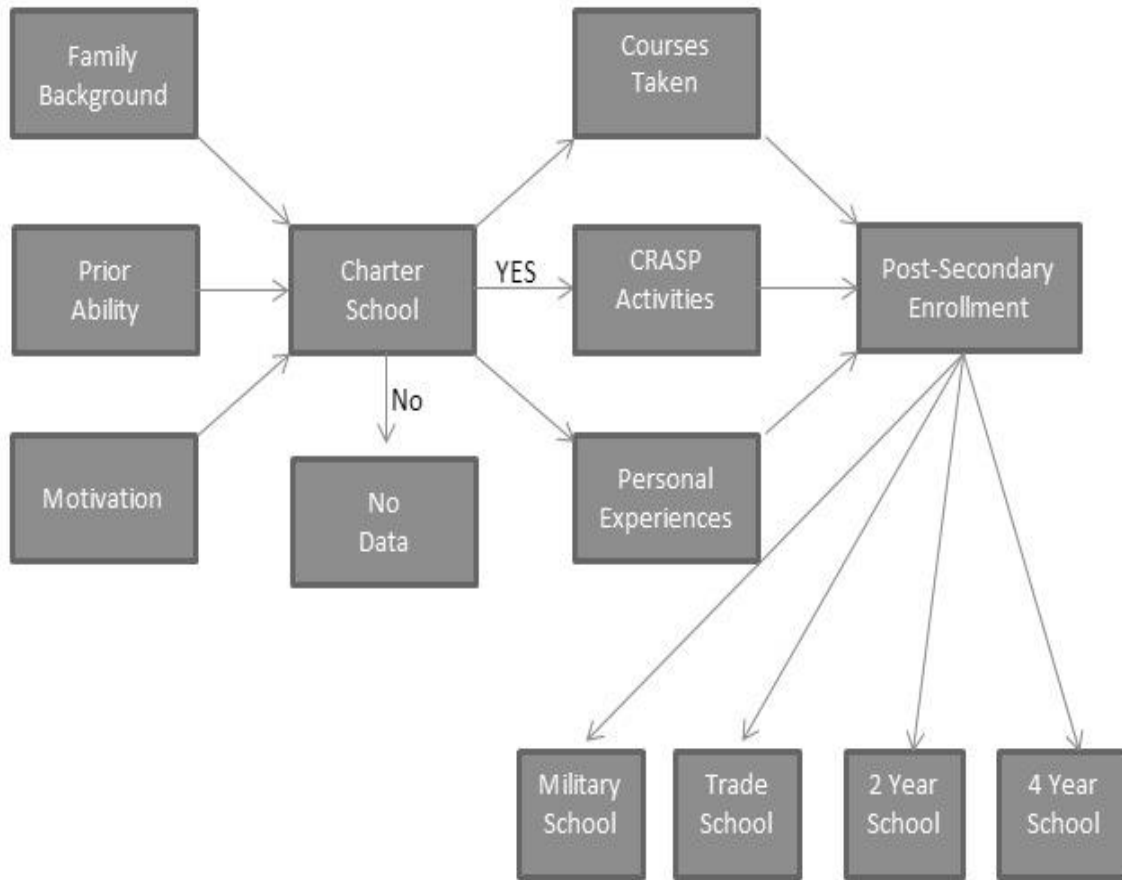 Family
Background
Courses
Taken
Prior
Ability
Charter
School
YES
CRASP
Activities
Post-Secondary
Enrollment
No
Motivation
No
Data
Personal
Experiences
Military
School
Trade
School
2 Year
School
4 Year
School